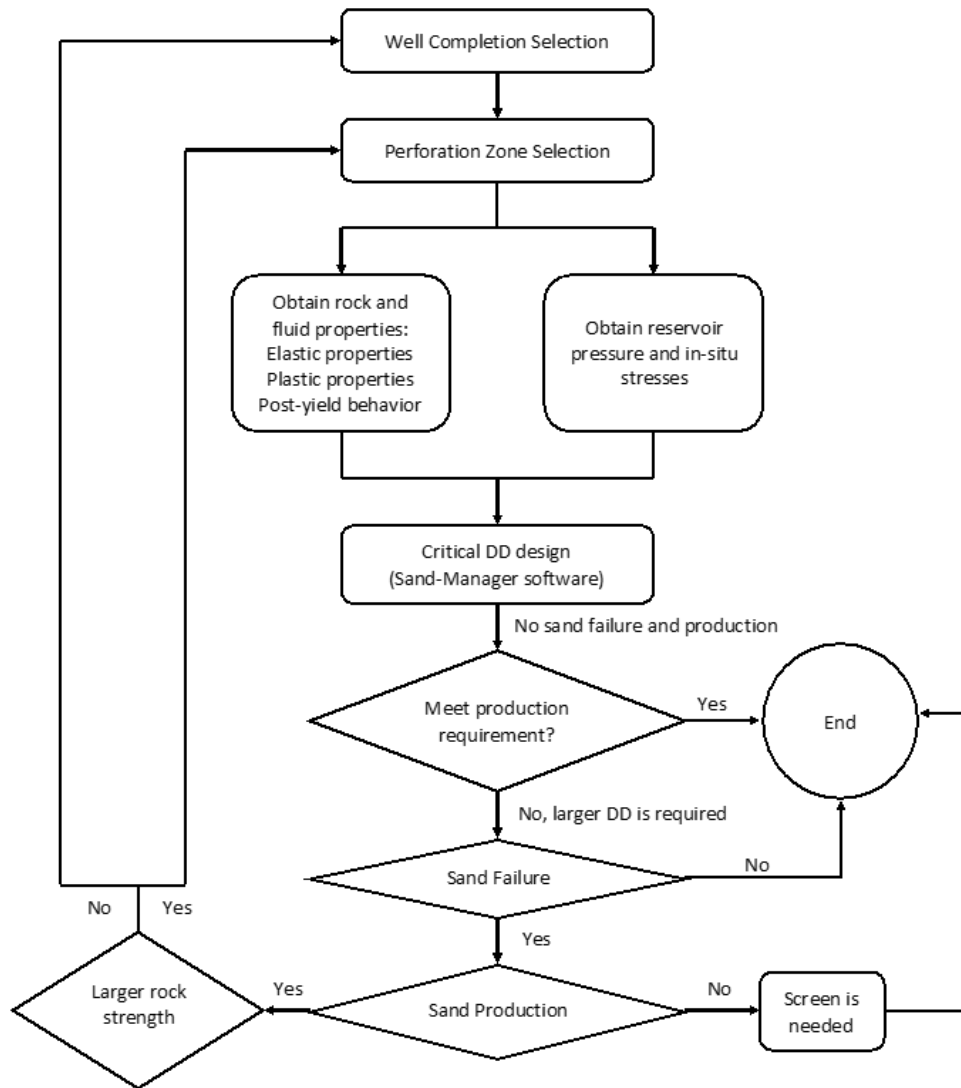 Well Completion Selection
Perforation Zone Selection
Obtain rock and
fluid properties:
Elastic properties
Plastic properties
Post-yield behavior
Obtain reservoir
pressure and in-situ
stresses
Critical DD design
(Sand-Manager software)
No sand failure and production
Meet production
requirement?
Yes
End
No, larger DD is required
Sand Failure
No
Yes
No
Yes
Larger rock
strength
Yes
Sand Production
No
Screen is
needed